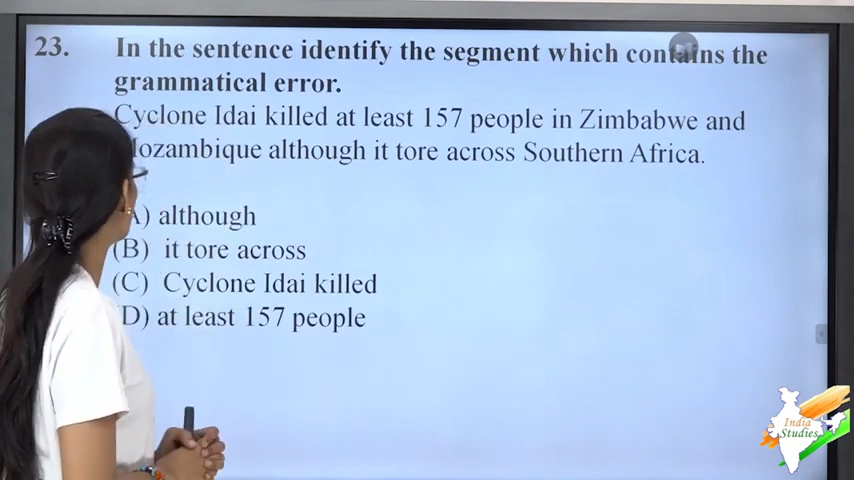 23. In the sentence identify the segment which contains the
grammatical error.
Cyclone Idai killed at least 157 people in Zimbabwe and
Mozambique although it tore across Southern Africa.
A) although
(B) it tore across
(C) Cyclone Idai killed
D) at least 157 people
India
Studies